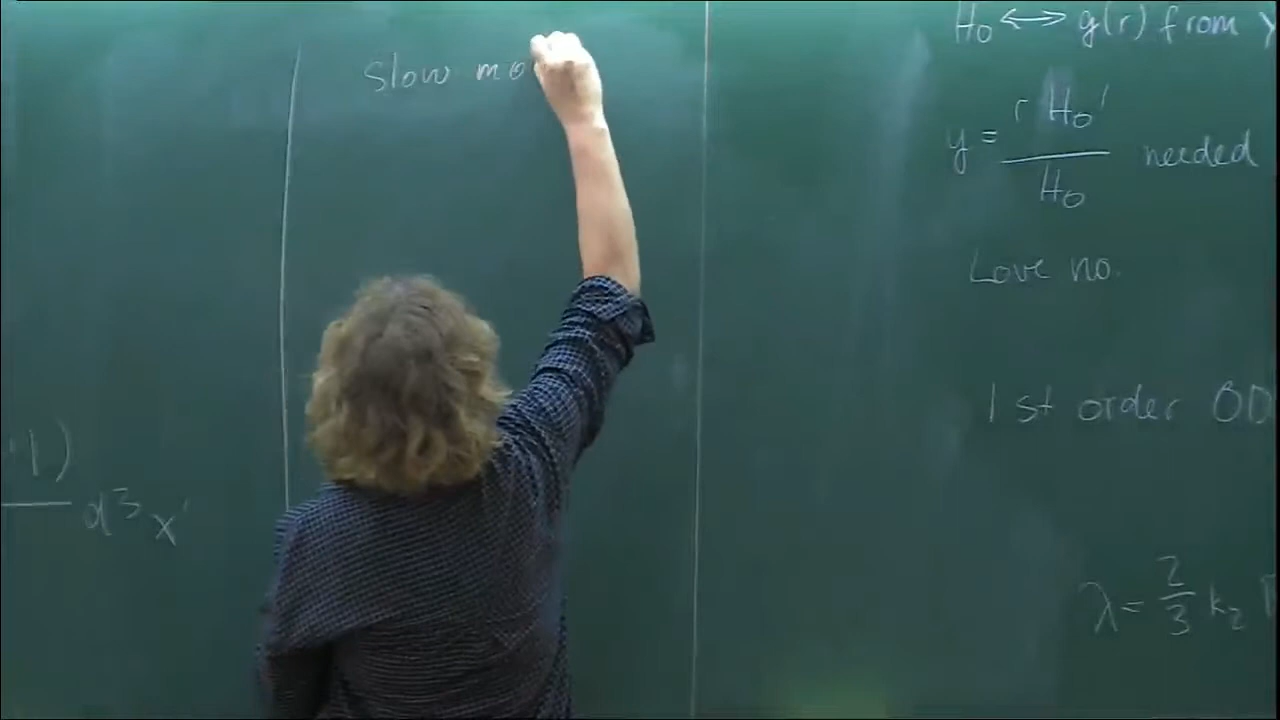 Slow mo
'|)
d³x'
H₀ ↔ g(r) from
y = r H₀' / H₀ needed
Love no.
1st order OD
λ = 2/3 k₂